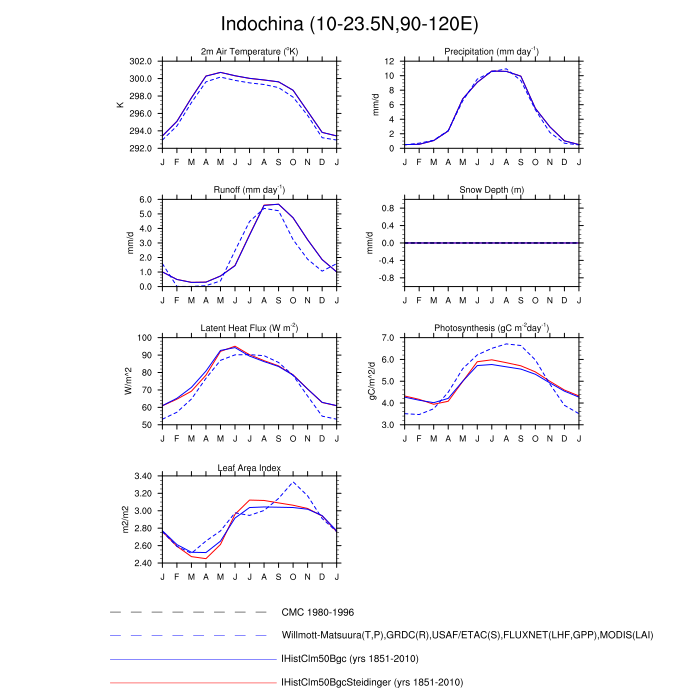 Indochina (10-23.5N,90-120E)
2m Air Temperature (°K)
Precipitation (mm day⁻¹)
302.0
300.0
298.0
296.0
294.0
292.0
K
J F M A M J J A S O N D J
12
10
8
6
4
2
0
mm/d
J F M A M J J A S O N D J
Runoff (mm day⁻¹)
Snow Depth (m)
6.0
5.0
4.0
3.0
2.0
1.0
0.0
mm/d
J F M A M J J A S O N D J
0.8
0.4
0.0
-0.4
-0.8
mm/d
J F M A M J J A S O N D J
Latent Heat Flux (W m⁻²)
Photosynthesis (gC m⁻²day⁻¹)
100
90
80
70
60
50
W/m^2
J F M A M J J A S O N D J
7.0
6.0
5.0
4.0
3.0
gC/m^2/d
J F M A M J J A S O N D J
Leaf Area Index
3.40
3.20
3.00
2.80
2.60
2.40
m2/m2
J F M A M J J A S O N D J
CMC 1980-1996
Willmott-Matsuura(T,P),GRDC(R),USAF/ETAC(S),FLUXNET(LHF,GPP),MODIS(LAI)
IHistClm50Bgc (yrs 1851-2010)
IHistClm50BgcSteidinger (yrs 1851-2010)